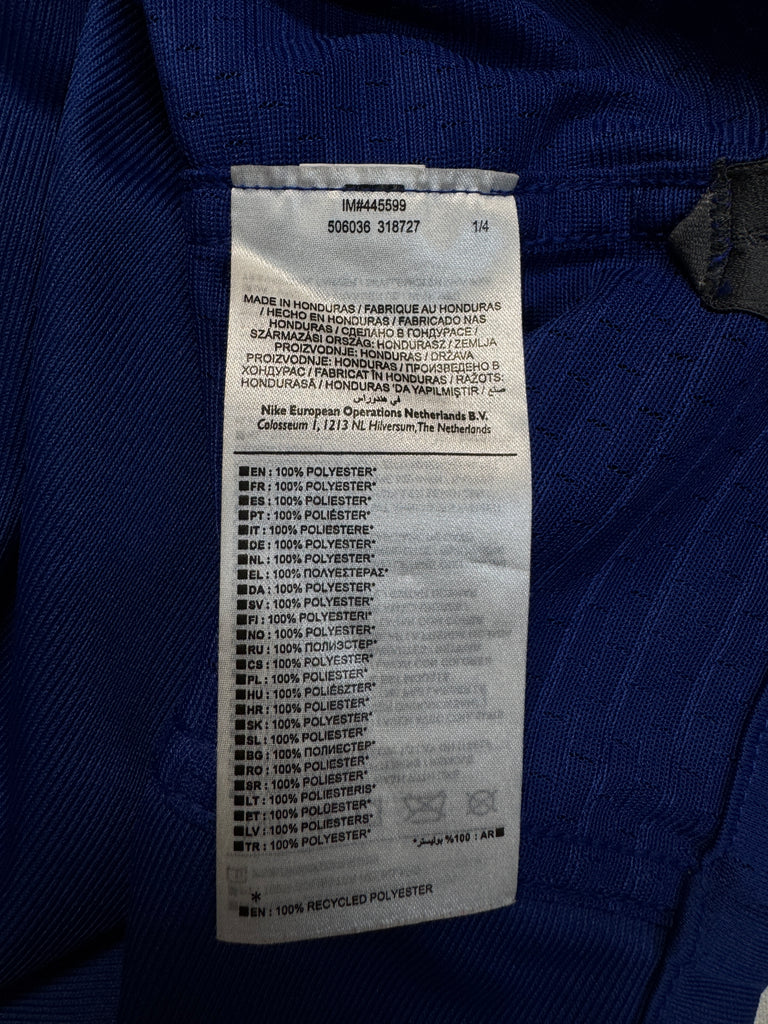 IM#445599
506036 318727 1/4
MADE IN HONDURAS / FABRIQUE AU HONDURAS
/ HECHO EN HONDURAS / FABRICADO NAS
HONDURAS / СДЕЛАНО В ГОНДУРАСЕ /
SZÁRMAZÁSI ORSZÁG: HONDURASZ / ZEMLJA
PROIZVODNJE: HONDURAS / DRŽAVA
PROIZVODNJE: HONDURAS / ПРОИЗВЕДЕНО В
ХОНДУРАС / FABRICAT ÎN HONDURAS / RAŽOTS:
HONDURASĀ / HONDURAS 'DA YAPILMIŞTIR / صنع
في هندوراس
Nike European Operations Netherlands B.V.
Colosseum 1, 1213 NL Hilversum, The Netherlands
EN : 100% POLYESTER*
FR : 100% POLYESTER*
ES : 100% POLIÉSTER*
PT : 100% POLIÉSTER*
IT : 100% POLIESTERE*
DE : 100% POLYESTER*
NL : 100% POLYESTER*
EL : 100% ΠΟΛΥΕΣΤΕΡΑΣ*
DA : 100% POLYESTER*
SV : 100% POLYESTER*
FI : 100% POLYESTERI*
NO : 100% POLYESTER*
RU : 100% ПОЛИЭСТЕР*
CS : 100% POLYESTER*
PL : 100% POLIESTER*
HU : 100% POLIÉSZTER*
HR : 100% POLIESTER*
SK : 100% POLYESTER*
SL : 100% POLIESTER*
BG : 100% ПОЛИЕСТЕР*
RO : 100% POLIESTER*
SR : 100% POLIESTER*
LT : 100% POLIESTERIS*
ET : 100% POLÜESTER*
LV : 100% POLIESTERS*
TR : 100% POLYESTER*
AR : 100% بوليستر*
*
EN : 100% RECYCLED POLYESTER